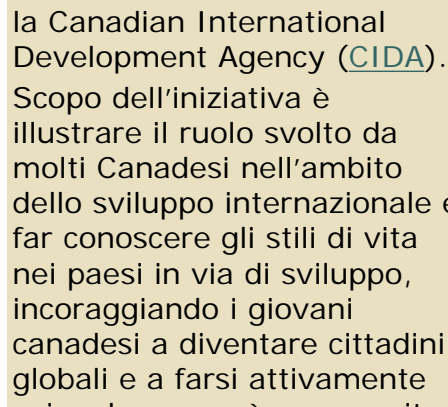 la Canadian International
Development Agency (CIDA).
Scopo dell'iniziativa è
illustrare il ruolo svolto da
molti Canadesi nell'ambito
dello sviluppo internazionale e
far conoscere gli stili di vita
nei paesi in via di sviluppo,
incoraggiando i giovani
canadesi a diventare cittadini
globali e a farsi attivamente